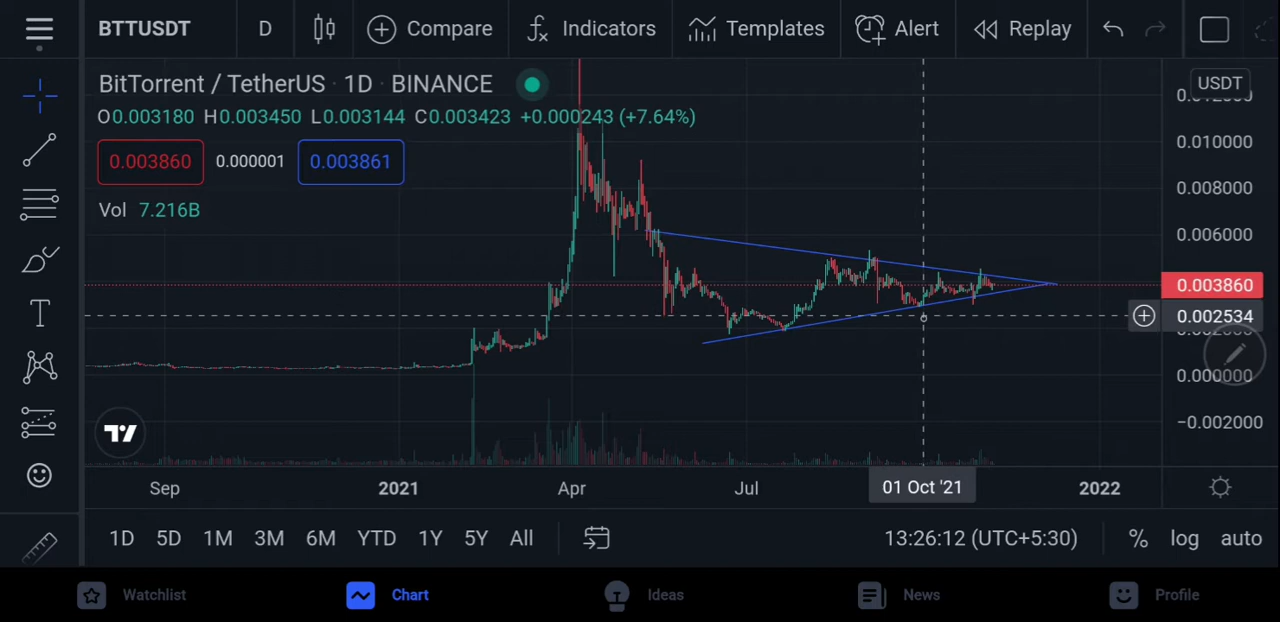 BTTUSDT D Compare Indicators Templates Alert Replay
BitTorrent / TetherUS · 1D · BINANCE
USDT
O0.003180 H0.003450 L0.003144 C0.003423 +0.000243 (+7.64%)
0.010000
0.003860 0.000001 0.003861
0.008000
Vol 7.216B
0.006000
0.003860
0.002534
0.000000
−0.002000
Sep 2021 Apr Jul 01 Oct '21 2022
1D 5D 1M 3M 6M YTD 1Y 5Y All 13:26:12 (UTC+5:30) % log auto
Watchlist Chart Ideas News Profile